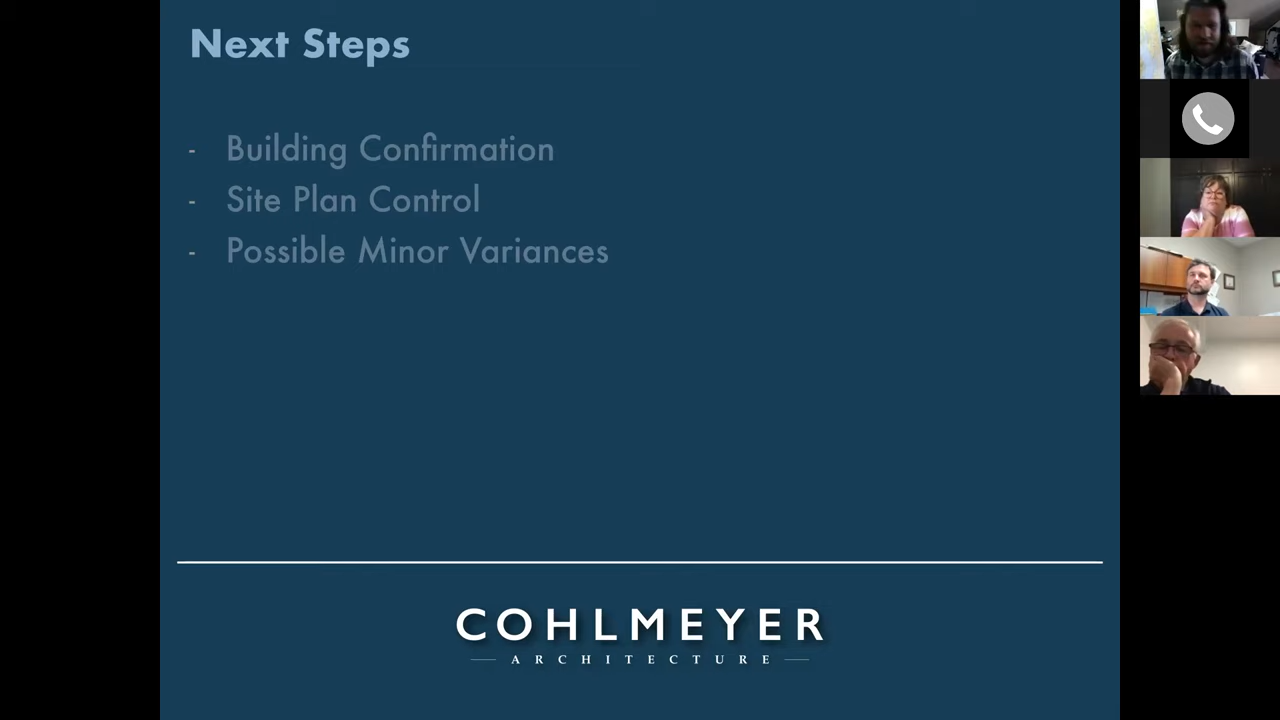 Next Steps
- Building Confirmation
- Site Plan Control
- Possible Minor Variances
COHLMEYER
ARCHITECTURE